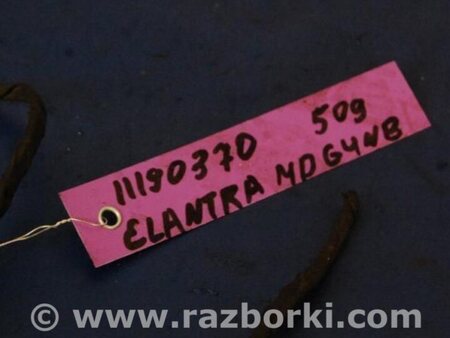 11190370 509
ELANTRA MD G4NB
© www.razborki.com